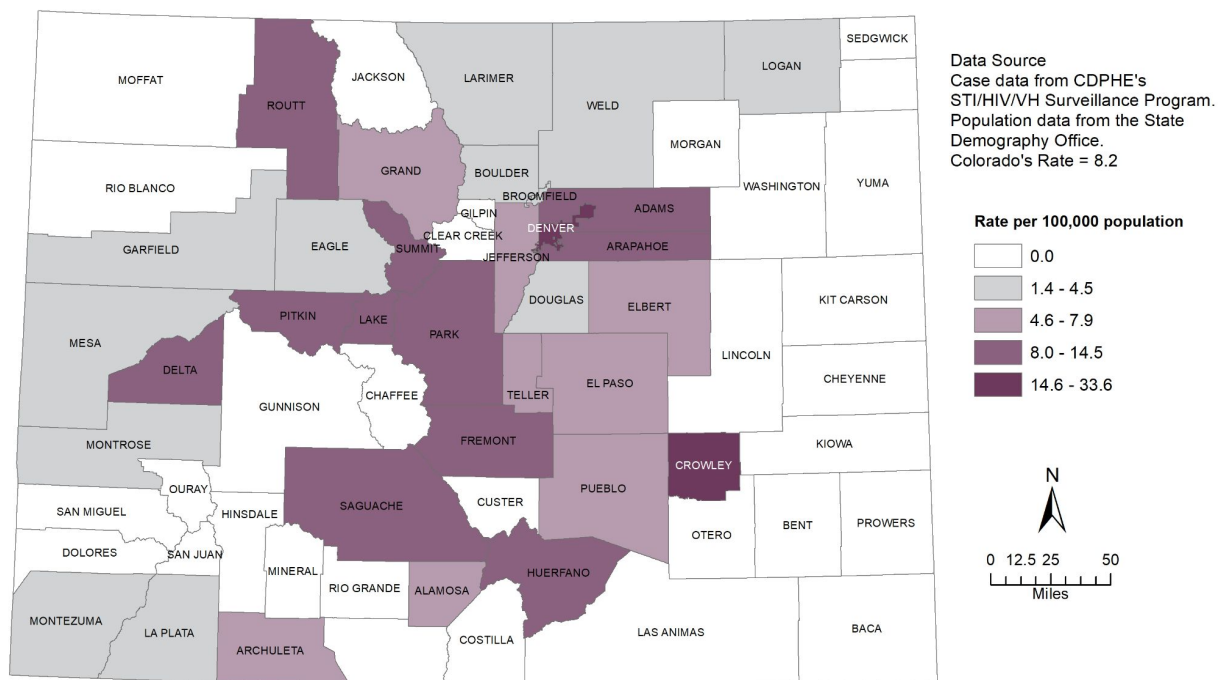 SEDGWICK
MOFFAT
JACKSON
LARIMER
LOGAN
ROUTT
WELD
MORGAN
GRAND
BOULDER
WASHINGTON
YUMA
RIO BLANCO
BROOMFIELD
GILPIN
ADAMS
DENVER
GARFIELD
EAGLE
CLEAR CREEK
SUMMIT
ARAPAHOE
JEFFERSON
DOUGLAS
ELBERT
KIT CARSON
PITKIN
LAKE
PARK
MESA
LINCOLN
DELTA
CHEYENNE
TELLER
EL PASO
CHAFFEE
GUNNISON
MONTROSE
FREMONT
KIOWA
CROWLEY
OURAY
PUEBLO
SAN MIGUEL
HINSDALE
SAGUACHE
CUSTER
OTERO
BENT
PROWERS
DOLORES
SAN JUAN
MINERAL
RIO GRANDE
ALAMOSA
HUERFANO
MONTEZUMA
LA PLATA
ARCHULETA
COSTILLA
LAS ANIMAS
BACA
Data Source
Case data from CDPHE's
STI/HIV/VH Surveillance Program.
Population data from the State
Demography Office.
Colorado's Rate = 8.2
Rate per 100,000 population
0.0
1.4 - 4.5
4.6 - 7.9
8.0 - 14.5
14.6 - 33.6
N
0 12.5 25 50
Miles